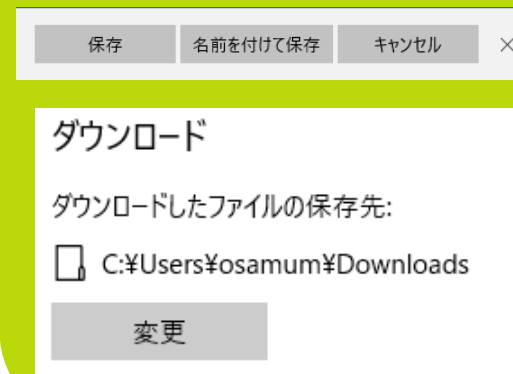 保存 名前を付けて保存 キャンセル
ダウンロード
ダウンロードしたファイルの保存先:
C:¥Users¥osamum¥Downloads
変更